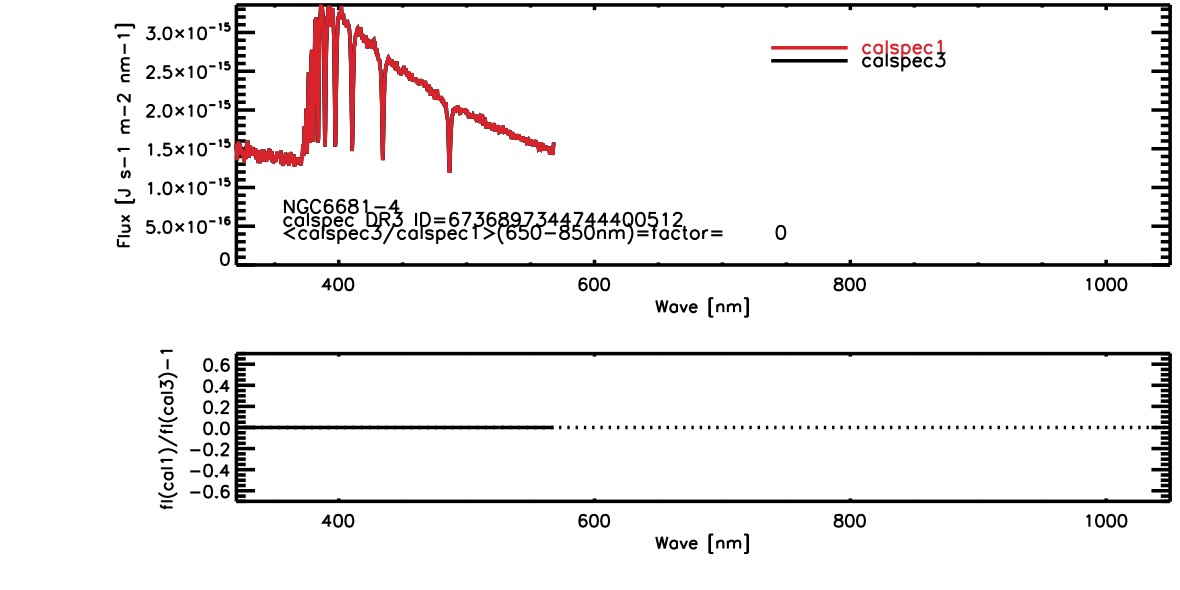 3.0×10−15
2.5×10−15
2.0×10−15
1.5×10−15
1.0×10−15
5.0×10−16
0
Flux [J s−1 m−2 nm−1]
calspec1
calspec3
NGC6681−4
calspec DR3 ID=6736897344744400512
<calspec3/calspec1>(650−850nm)=factor= 0
400 600 800 1000
Wave [nm]
0.6
0.4
0.2
0.0
−0.2
−0.4
−0.6
fl(cal1)/fl(cal3)−1
400 600 800 1000
Wave [nm]